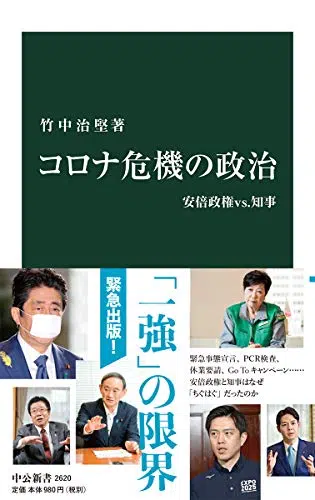 竹中治堅著
コロナ危機の政治
安倍政権vs.知事
「一強」の限界
緊急出版!
緊急事態宣言、PCR検査、
休業要請、Go Toキャンペーン……
安倍政権と知事はなぜ
「ちぐはぐ」だったのか
EXPO
2025
中公新書 2620
定価 本体980円(税別)